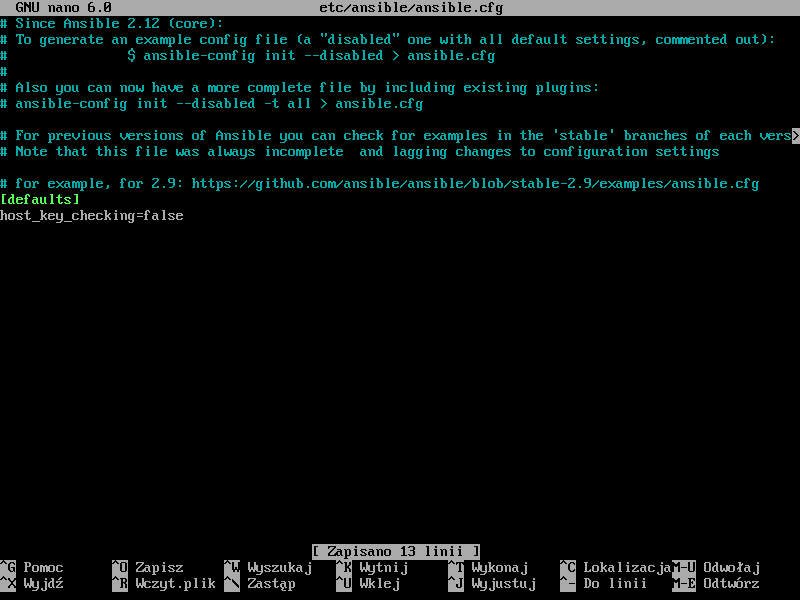 GNU nano 6.0 etc/ansible/ansible.cfg
# Since Ansible 2.12 (core):
# To generate an example config file (a "disabled" one with all default settings, commented out):
#               $ ansible-config init --disabled > ansible.cfg
#
# Also you can now have a more complete file by including existing plugins:
# ansible-config init --disabled -t all > ansible.cfg

# For previous versions of Ansible you can check for examples in the 'stable' branches of each vers>
# Note that this file was always incomplete  and lagging changes to configuration settings

# for example, for 2.9: https://github.com/ansible/ansible/blob/stable-2.9/examples/ansible.cfg
[defaults]
host_key_checking=false
[ Zapisano 13 linii ]
^G Pomoc ^O Zapisz ^W Wyszukaj ^K Wytnij ^T Wykonaj ^C Lokalizacja M-U Odwołaj
^X Wyjdź ^R Wczyt.plik ^\ Zastąp ^U Wklej ^J Wyjustuj ^- Do linii M-E Odtwórz